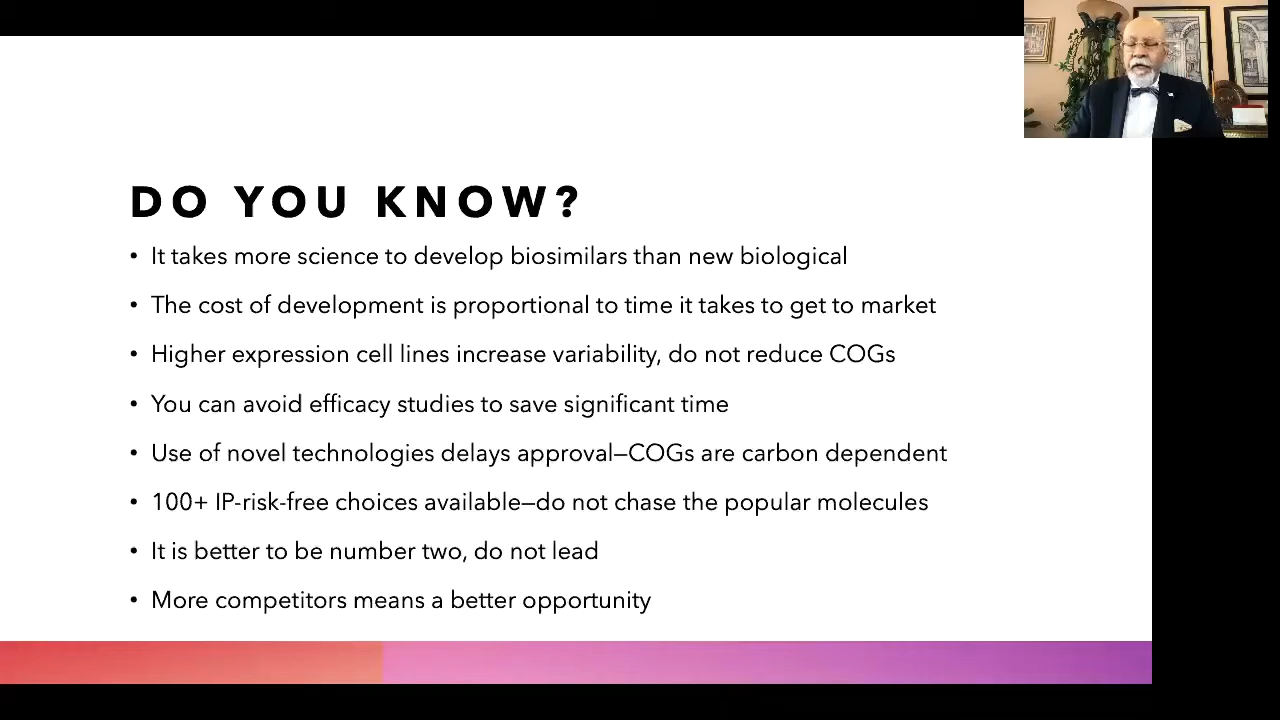 DO YOU KNOW?
• It takes more science to develop biosimilars than new biological
• The cost of development is proportional to time it takes to get to market
• Higher expression cell lines increase variability, do not reduce COGs
• You can avoid efficacy studies to save significant time
• Use of novel technologies delays approval—COGs are carbon dependent
• 100+ IP-risk-free choices available—do not chase the popular molecules
• It is better to be number two, do not lead
• More competitors means a better opportunity